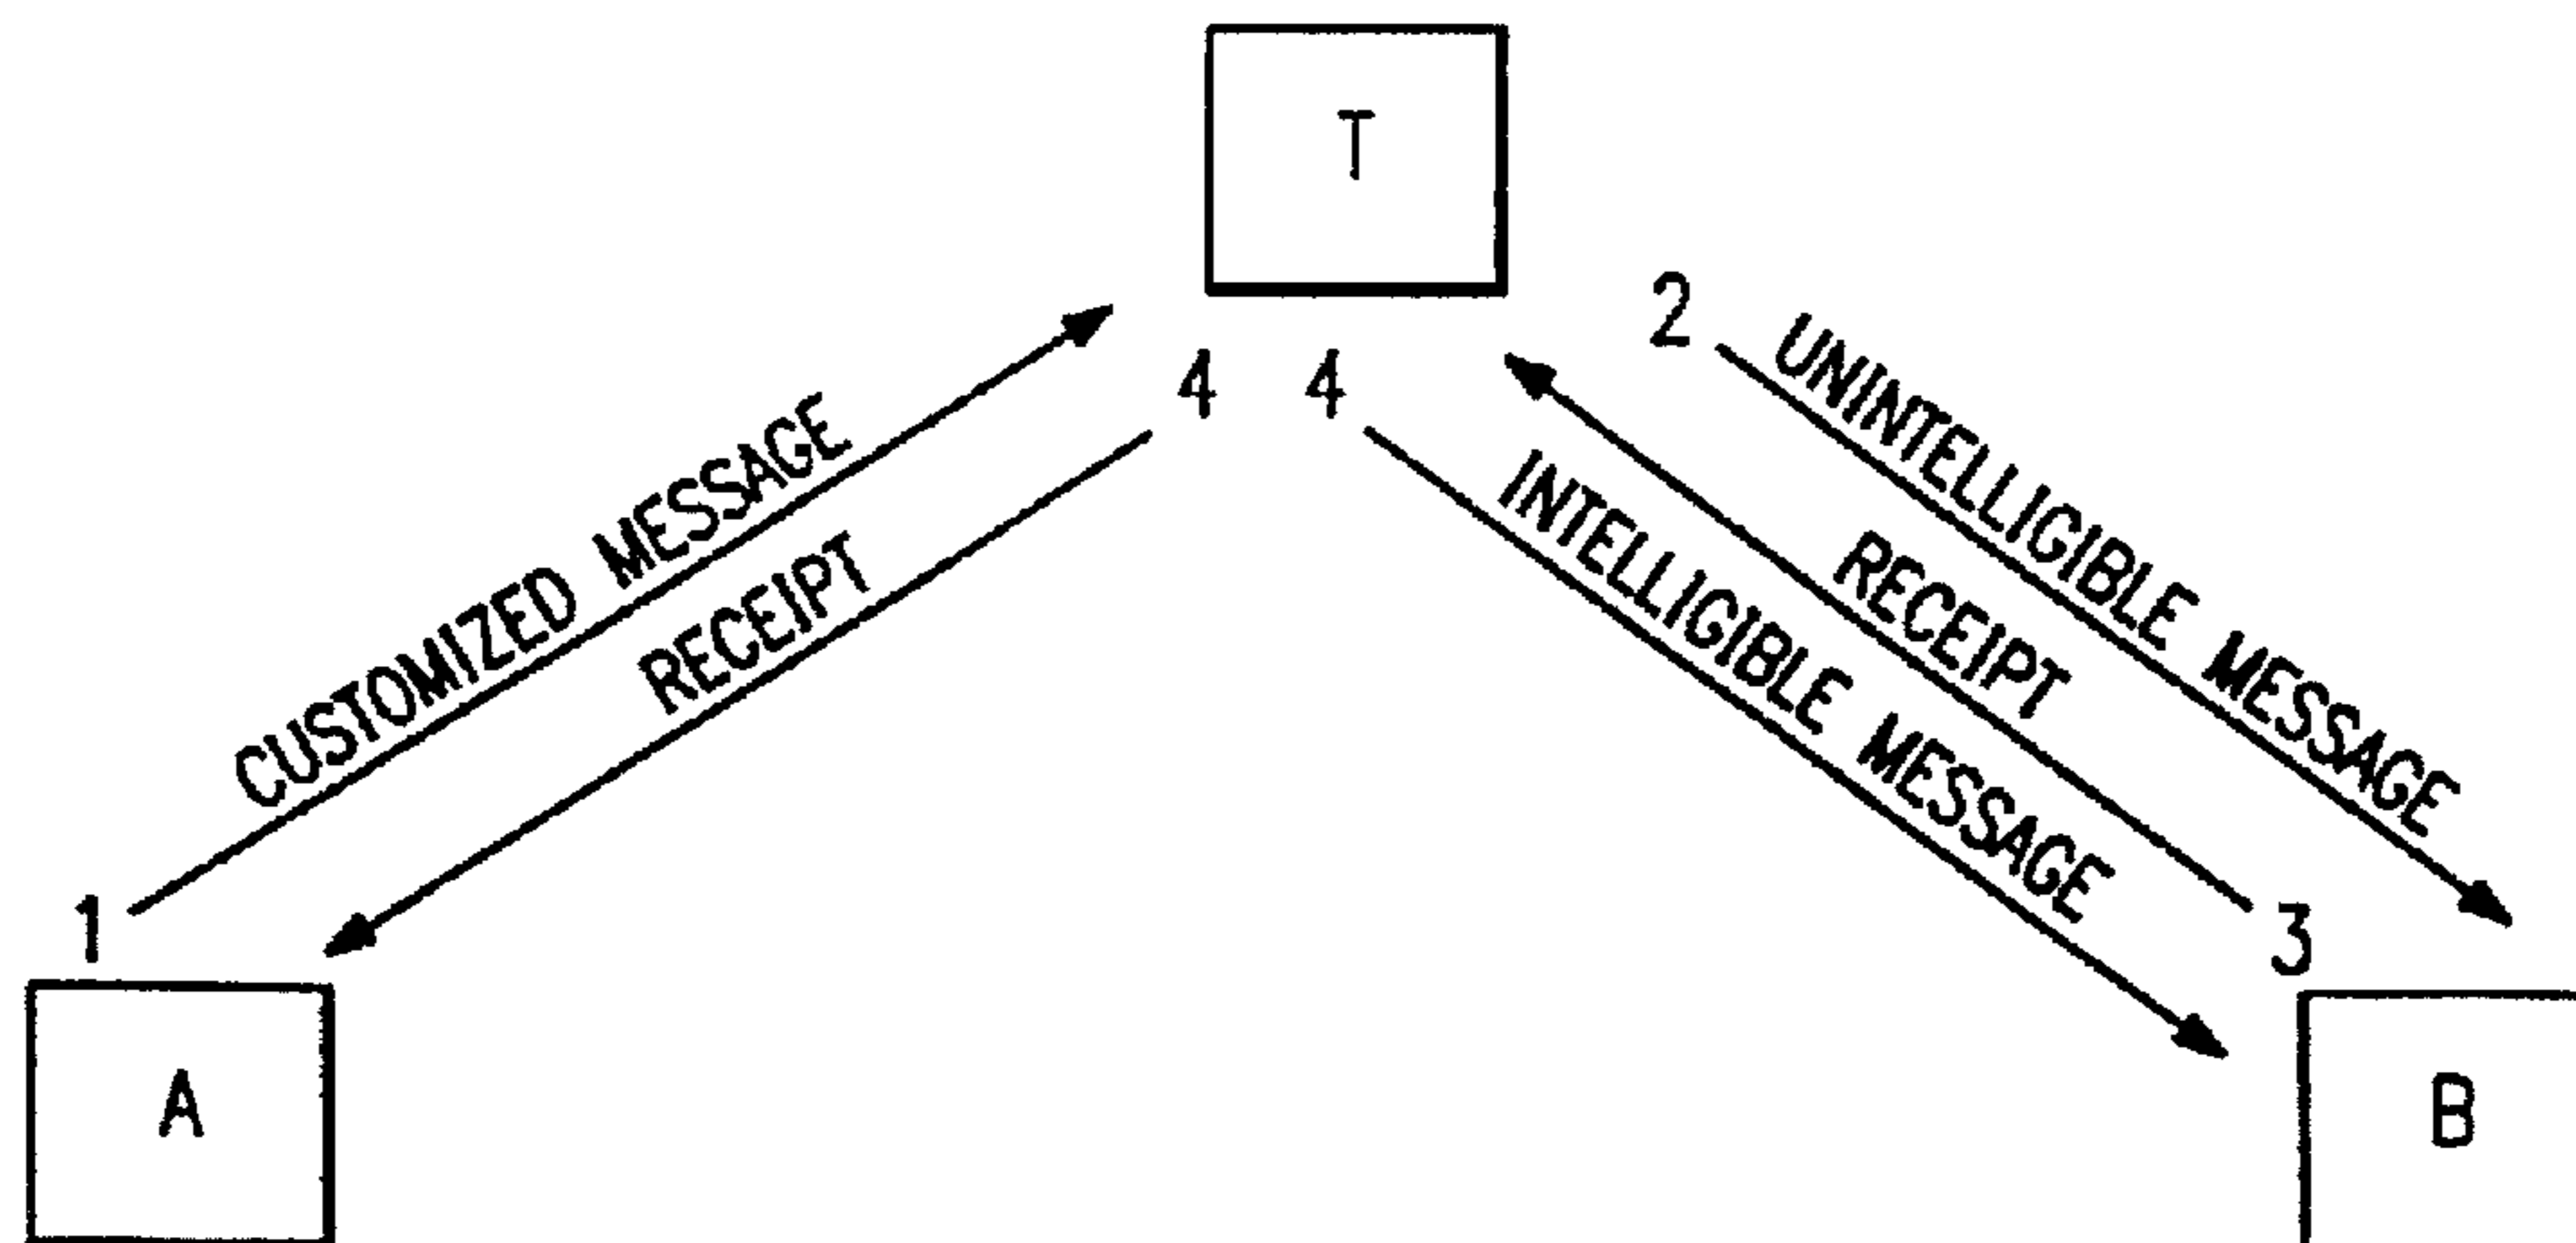 T
2 UNINTELLIGIBLE MESSAGE
4 4
CUSTOMIZED MESSAGE
RECEIPT
INTELLIGIBLE MESSAGE
RECEIPT
1
3
A
B